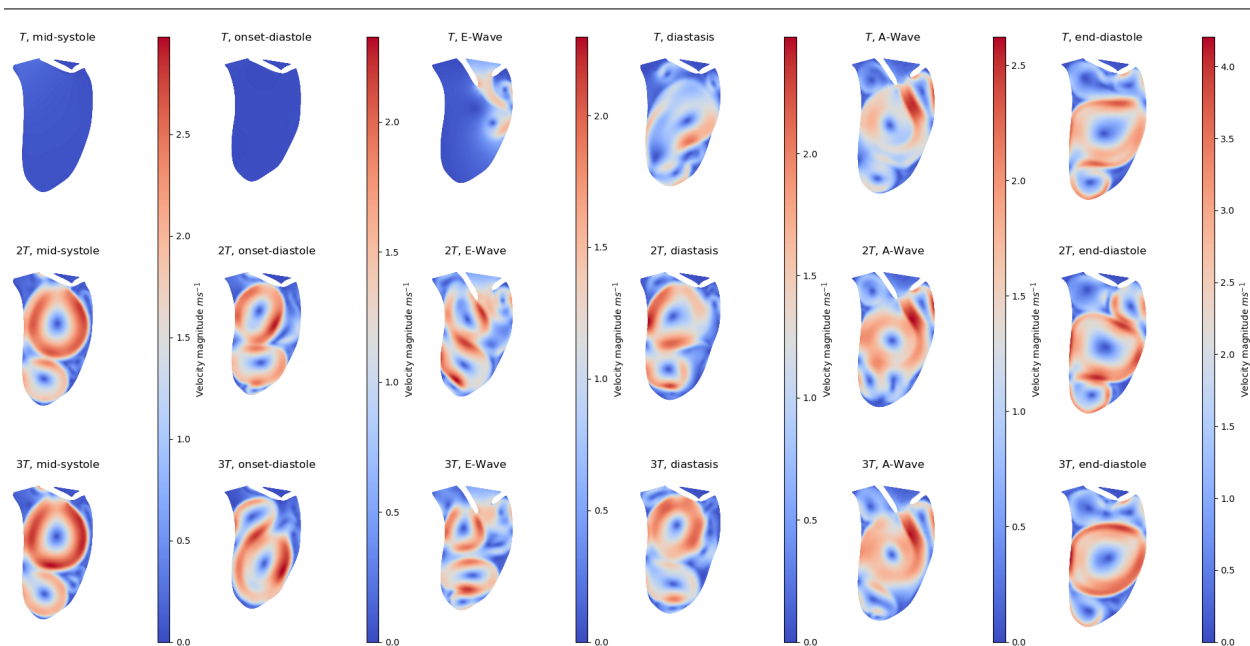 T, mid-systole
T, onset-diastole
T, E-Wave
T, diastasis
T, A-Wave
T, end-diastole
2T, mid-systole
2T, onset-diastole
2T, E-Wave
2T, diastasis
2T, A-Wave
2T, end-diastole
3T, mid-systole
3T, onset-diastole
3T, E-Wave
3T, diastasis
3T, A-Wave
3T, end-diastole
2.5
2.0
1.5
1.0
0.5
0.0
Velocity magnitude ms⁻¹
2.0
1.5
1.0
0.5
0.0
Velocity magnitude ms⁻¹
2.0
1.5
1.0
0.5
0.0
Velocity magnitude ms⁻¹
2.0
1.5
1.0
0.5
0.0
Velocity magnitude ms⁻¹
2.5
2.0
1.5
1.0
0.5
0.0
Velocity magnitude ms⁻¹
4.0
3.5
3.0
2.5
2.0
1.5
1.0
0.5
0.0